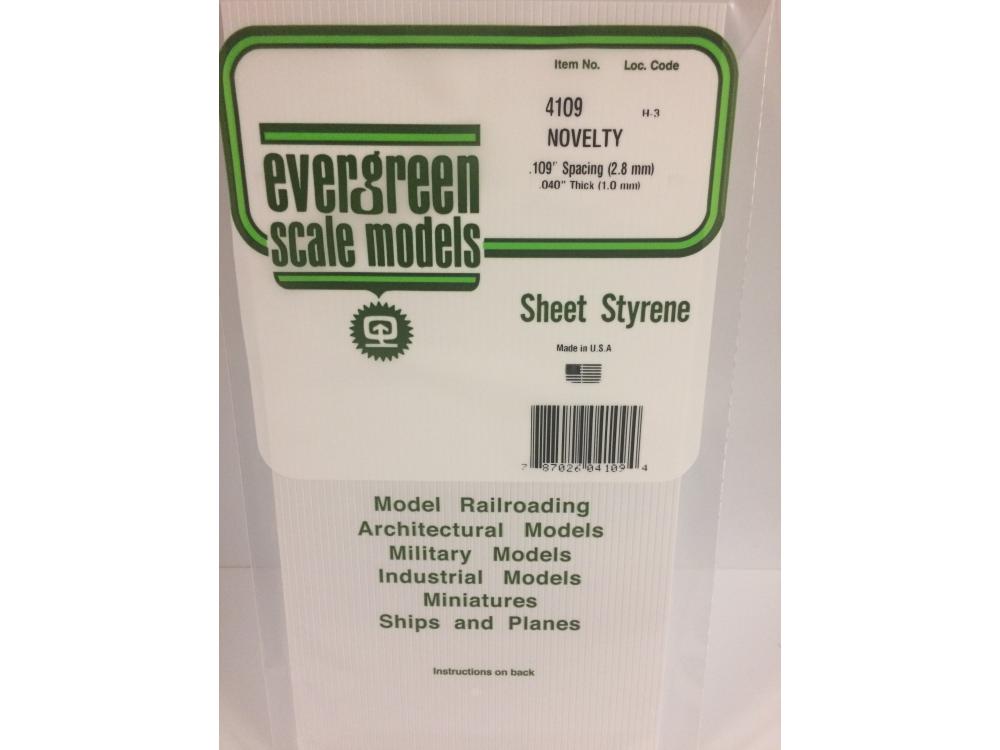 Item No. Loc. Code
4109 H-3
NOVELTY
.109" Spacing (2.8 mm)
.040" Thick (1.0 mm)
evergreen
scale models
Sheet Styrene
Made in U.S.A
7 87026 04109 4
Model Railroading
Architectural Models
Military Models
Industrial Models
Miniatures
Ships and Planes
Instructions on back